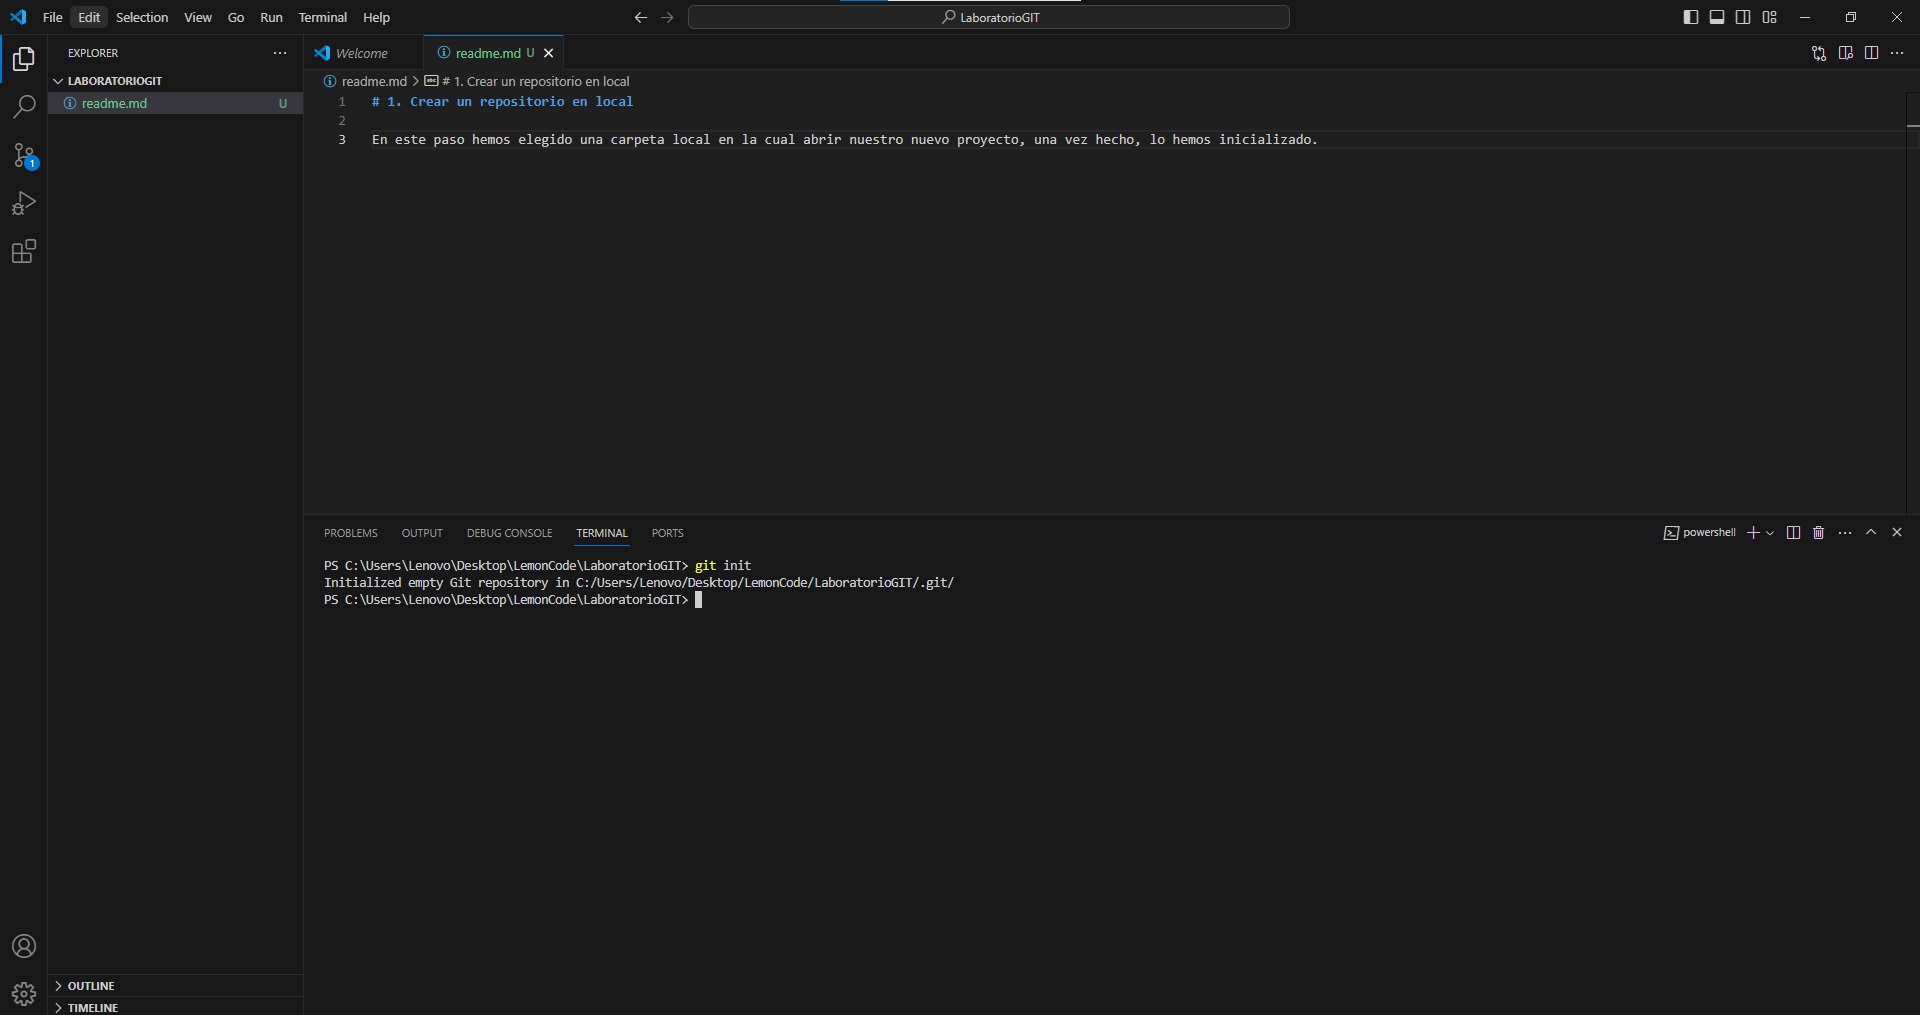 File Edit Selection View Go Run Terminal Help
LaboratorioGIT
EXPLORER
LABORATORIOGIT
readme.md U
1
OUTLINE
TIMELINE
Welcome
readme.md U
readme.md > # 1. Crear un repositorio en local
1 # 1. Crear un repositorio en local
2
3 En este paso hemos elegido una carpeta local en la cual abrir nuestro nuevo proyecto, una vez hecho, lo hemos inicializado.
PROBLEMS OUTPUT DEBUG CONSOLE TERMINAL PORTS
powershell
PS C:\Users\Lenovo\Desktop\LemonCode\LaboratorioGIT> git init
Initialized empty Git repository in C:/Users/Lenovo/Desktop/LemonCode/LaboratorioGIT/.git/
PS C:\Users\Lenovo\Desktop\LemonCode\LaboratorioGIT>